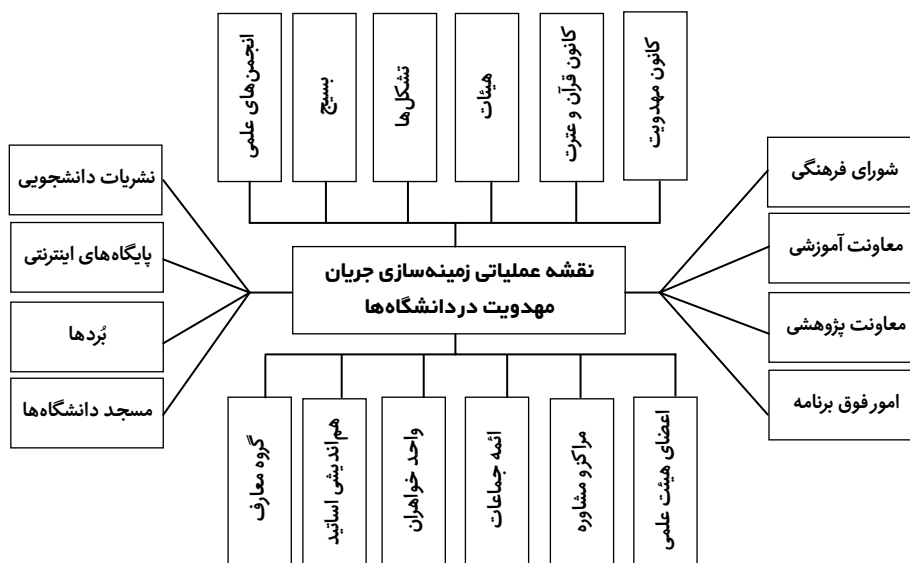 کانون مهدویت
کانون قرآن و عترت
هیئات
تشکل‌ها
بسیج
انجمن‌های علمی
شورای فرهنگی
معاونت آموزشی
معاونت پژوهشی
امور فوق برنامه
نقشه عملیاتی زمینه‌سازی جریان
مهدویت در دانشگاه‌ها
نشریات دانشجویی
پایگاه‌های اینترنتی
بُردها
مسجد دانشگاه‌ها
اعضای هیئت علمی
مراکز و مشاوره
ائمه جماعات
واحد خواهران
هم‌اندیشی اساتید
گروه معارف